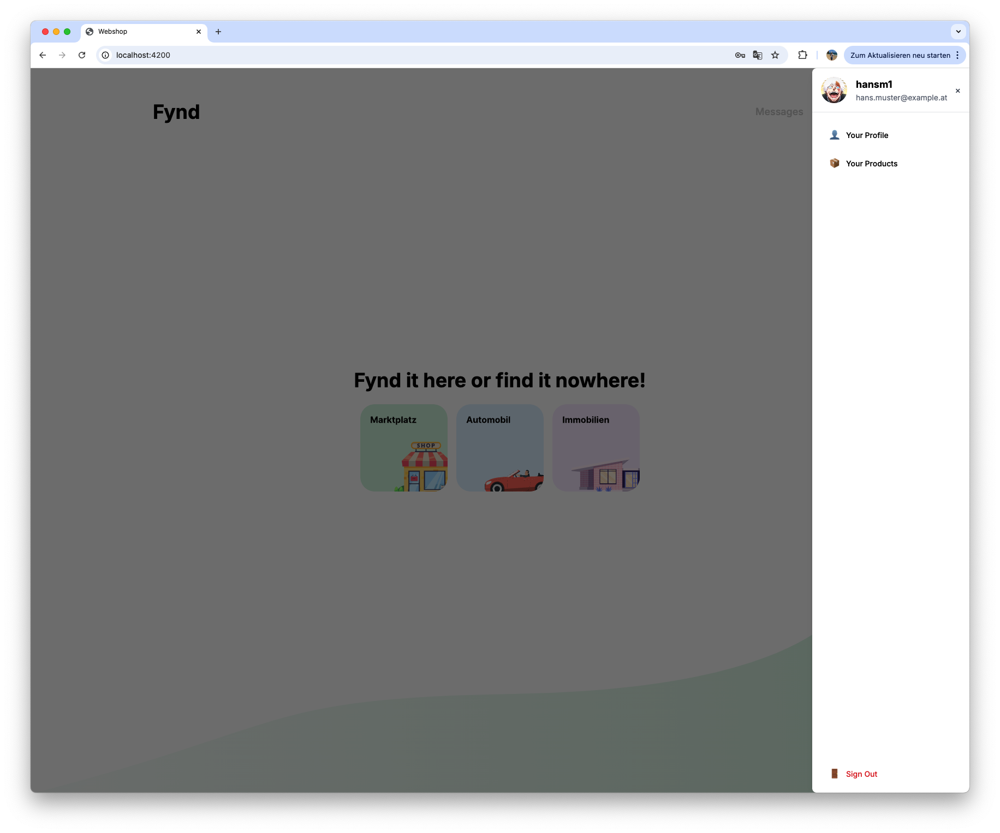 Webshop
localhost:4200
Zum Aktualisieren neu starten
hansm1
hans.muster@example.at
Fynd
Messages
Your Profile
Your Products
Fynd it here or find it nowhere!
Marktplatz
Automobil
Immobilien
SHOP
Sign Out